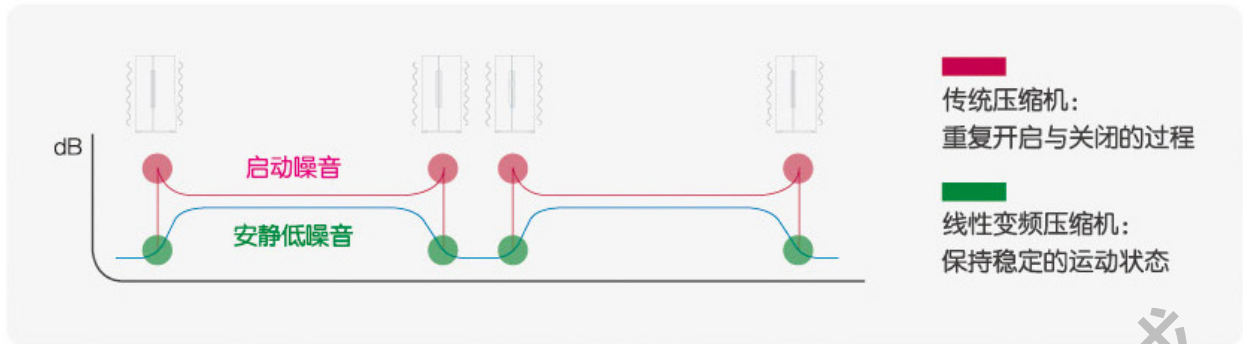 dB
启动噪音
安静低噪音
传统压缩机：
重复开启与关闭的过程
线性变频压缩机：
保持稳定的运动状态